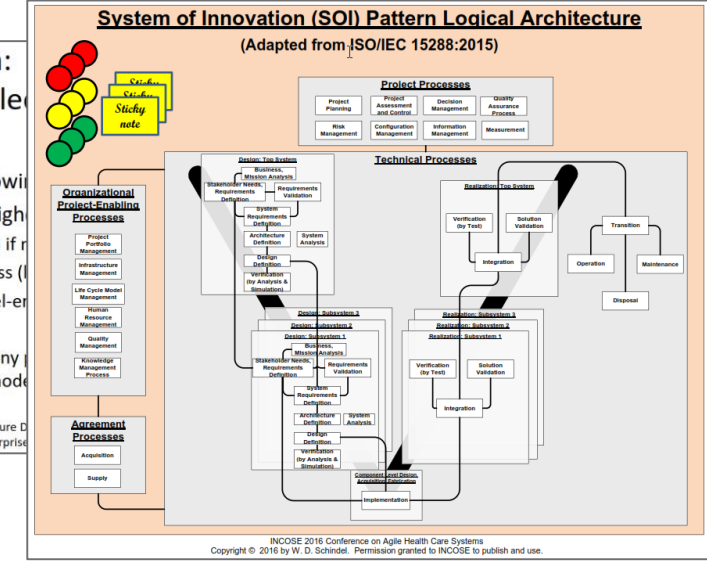 System of Innovation (SOI) Pattern Logical Architecture
(Adapted from ISO/IEC 15288:2015)
Sticky
Sticky
Sticky
note
Project Processes
Project
Planning
Project
Assessment
and Control
Decision
Management
Quality
Assurance
Process
Risk
Management
Configuration
Management
Information
Management
Measurement
Technical Processes
Organizational
Project-Enabling
Processes
Project
Portfolio
Management
Infrastructure
Management
Life Cycle Model
Management
Human
Resource
Management
Quality
Management
Knowledge
Management
Process
Agreement
Processes
Acquisition
Supply
Design: Top System
Business,
Mission Analysis
Stakeholder Needs,
Requirements
Definition
Requirements
Validation
System
Requirements
Definition
Architecture
Definition
System
Analysis
Design
Definition
Verification
(by Analysis &
Simulation)
Realization: Top System
Verification
(by Test)
Solution
Validation
Integration
Transition
Operation
Maintenance
Disposal
Design: Subsystem 3
Design: Subsystem 2
Design: Subsystem 1
Business,
Mission Analysis
Stakeholder Needs,
Requirements
Definition
Requirements
Validation
System
Requirements
Definition
Architecture
Definition
System
Analysis
Design
Definition
Verification
(by Analysis &
Simulation)
Realization: Subsystem 3
Realization: Subsystem 2
Realization: Subsystem 1
Verification
(by Test)
Solution
Validation
Integration
Component Level Design,
Acquisition, Fabrication
Implementation
INCOSE 2016 Conference on Agile Health Care Systems
Copyright © 2016 by W. D. Schindel. Permission granted to INCOSE to publish and use.